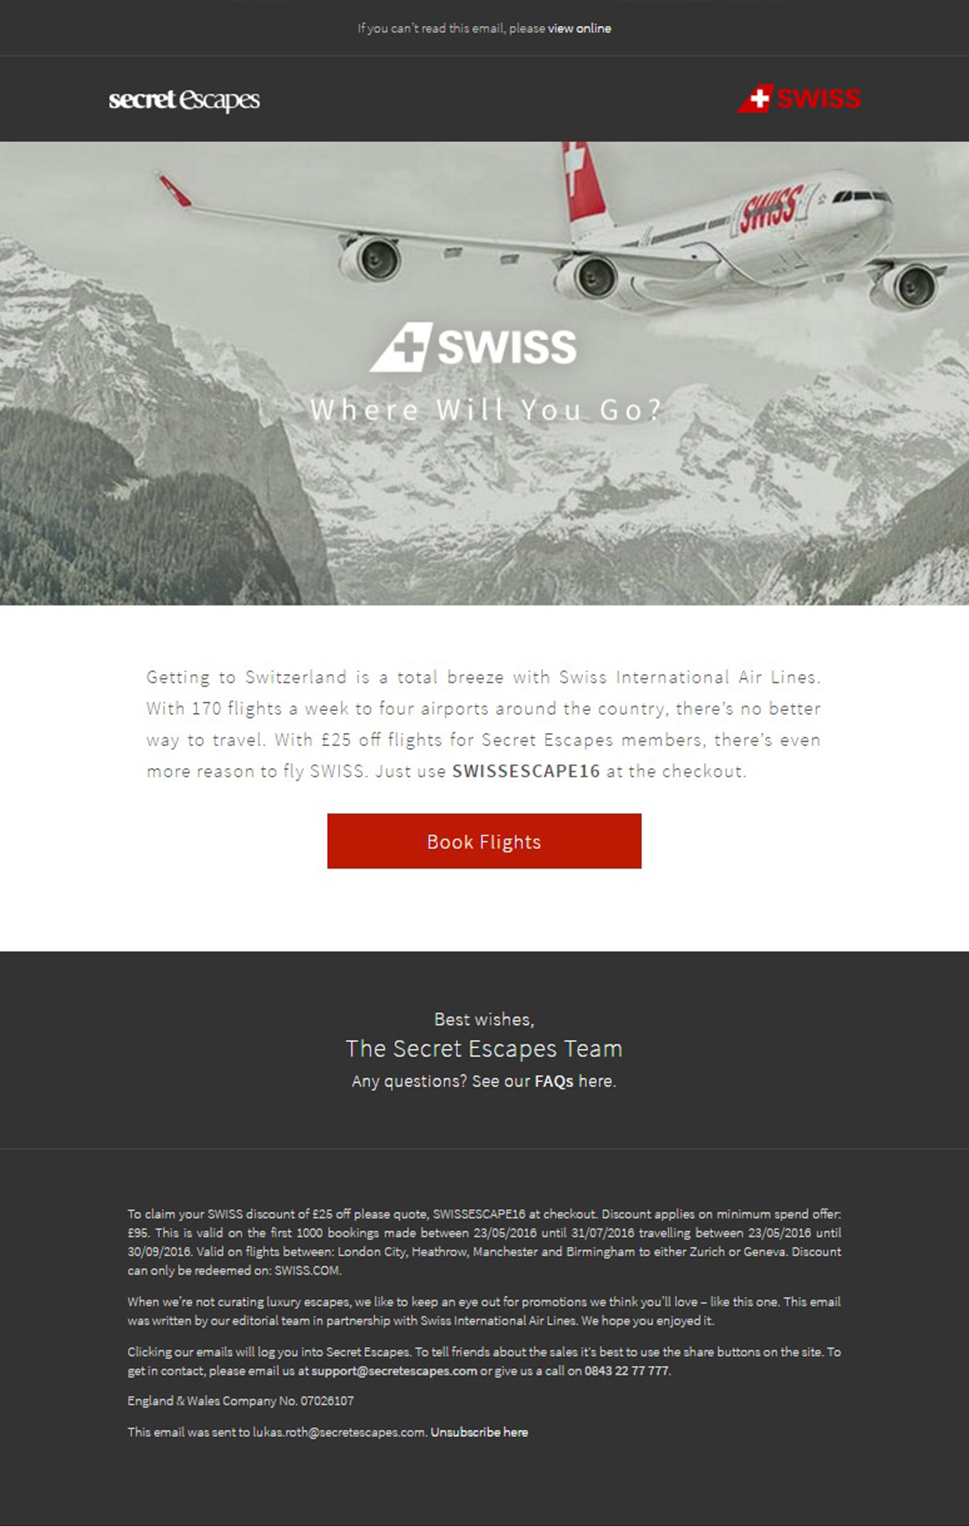 If you can't read this email, please view online
secret escapes
SWISS
SWISS
SWISS
Where Will You Go?
Getting to Switzerland is a total breeze with Swiss International Air Lines.
With 170 flights a week to four airports around the country, there's no better
way to travel. With £25 off flights for Secret Escapes members, there's even
more reason to fly SWISS. Just use SWISSESCAPE16 at the checkout.
Book Flights
Best wishes,
The Secret Escapes Team
Any questions? See our FAQs here.
To claim your SWISS discount of £25 off please quote, SWISSESCAPE16 at checkout. Discount applies on minimum spend offer:
£95. This is valid on the first 1000 bookings made between 23/05/2016 until 31/07/2016 travelling between 23/05/2016 until
30/09/2016. Valid on flights between: London City, Heathrow, Manchester and Birmingham to either Zurich or Geneva. Discount
can only be redeemed on: SWISS.COM.
When we're not curating luxury escapes, we like to keep an eye out for promotions we think you'll love – like this one. This email
was written by our editorial team in partnership with Swiss International Air Lines. We hope you enjoyed it.
Clicking our emails will log you into Secret Escapes. To tell friends about the sales it's best to use the share buttons on the site. To
get in contact, please email us at support@secretescapes.com or give us a call on 0843 22 77 777.
England & Wales Company No. 07026107
This email was sent to lukas.roth@secretescapes.com. Unsubscribe here